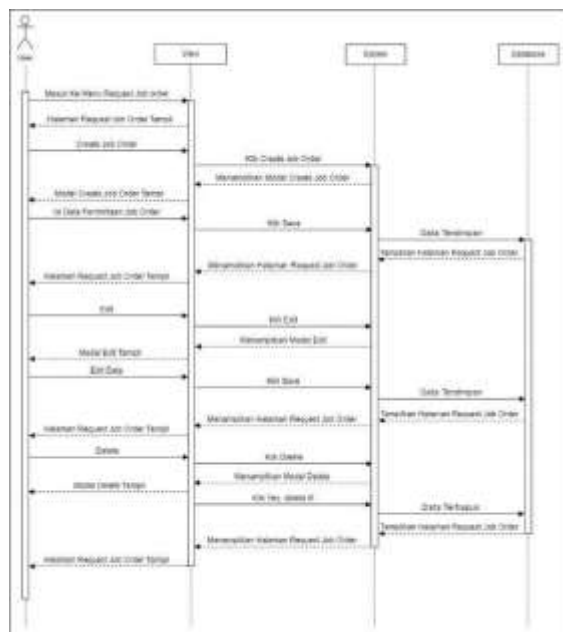 User
View
System
Database
Masuk Ke Menu Request Job order
Halaman Request Job Order Tampil
Create Job Order
Klik Create Job Order
Menampilkan Modal Create Job Order
Modal Create Job Order Tampil
Isi Data Permintaan Job Order
Klik Save
Data Tersimpan
Tampilkan Halaman Request Job Order
Menampilkan Halaman Request Job Order
Halaman Request Job Order Tampil
Edit
Klik Edit
Menampilkan Modal Edit
Modal Edit Tampil
Edit Data
Klik Save
Data Tersimpan
Tampilkan Halaman Request Job Order
Menampilkan Halaman Request Job Order
Halaman Request Job Order Tampil
Delete
Klik Delete
Menampilkan Modal Delete
Modal Delete Tampil
Klik Yes, delete it
Data Terhapus
Tampilkan Halaman Request Job Order
Menampilkan Halaman Request Job Order
Halaman Request Job Order Tampil